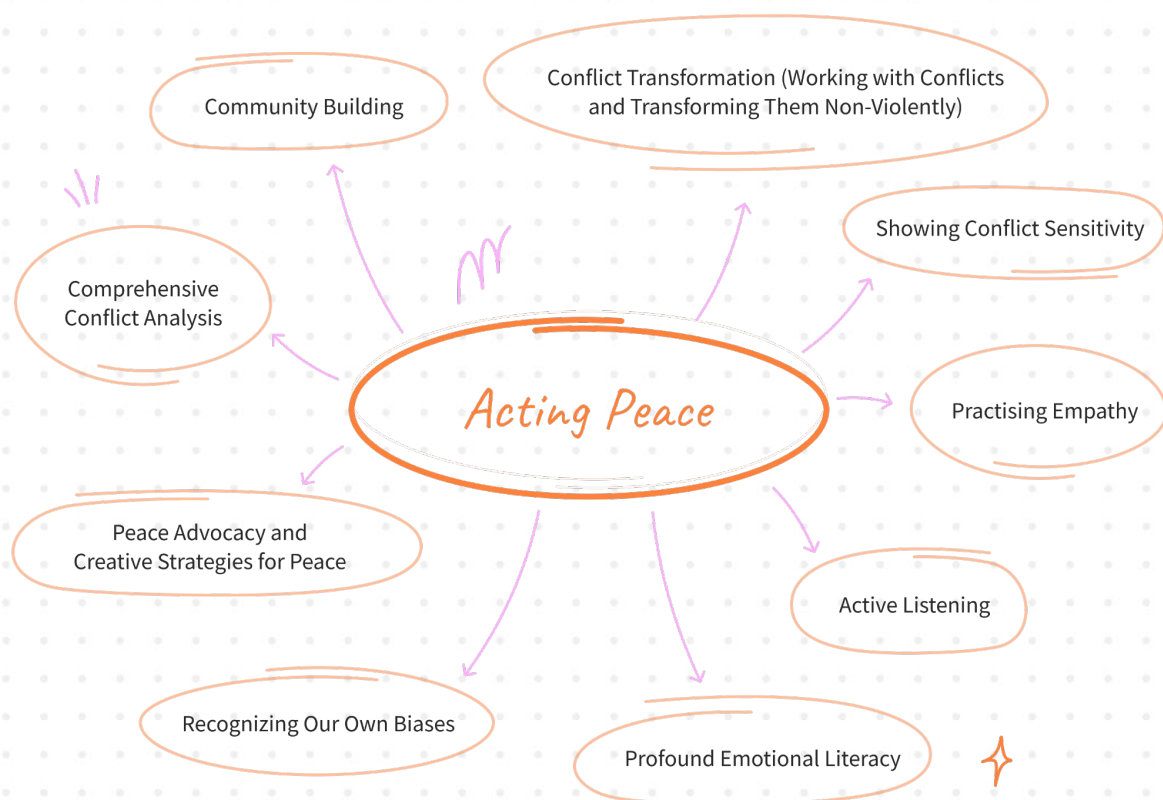 Conflict Transformation (Working with Conflicts
and Transforming Them Non-Violently)
Community Building
Showing Conflict Sensitivity
Comprehensive
Conflict Analysis
Acting Peace
Practising Empathy
Peace Advocacy and
Creative Strategies for Peace
Active Listening
Recognizing Our Own Biases
Profound Emotional Literacy